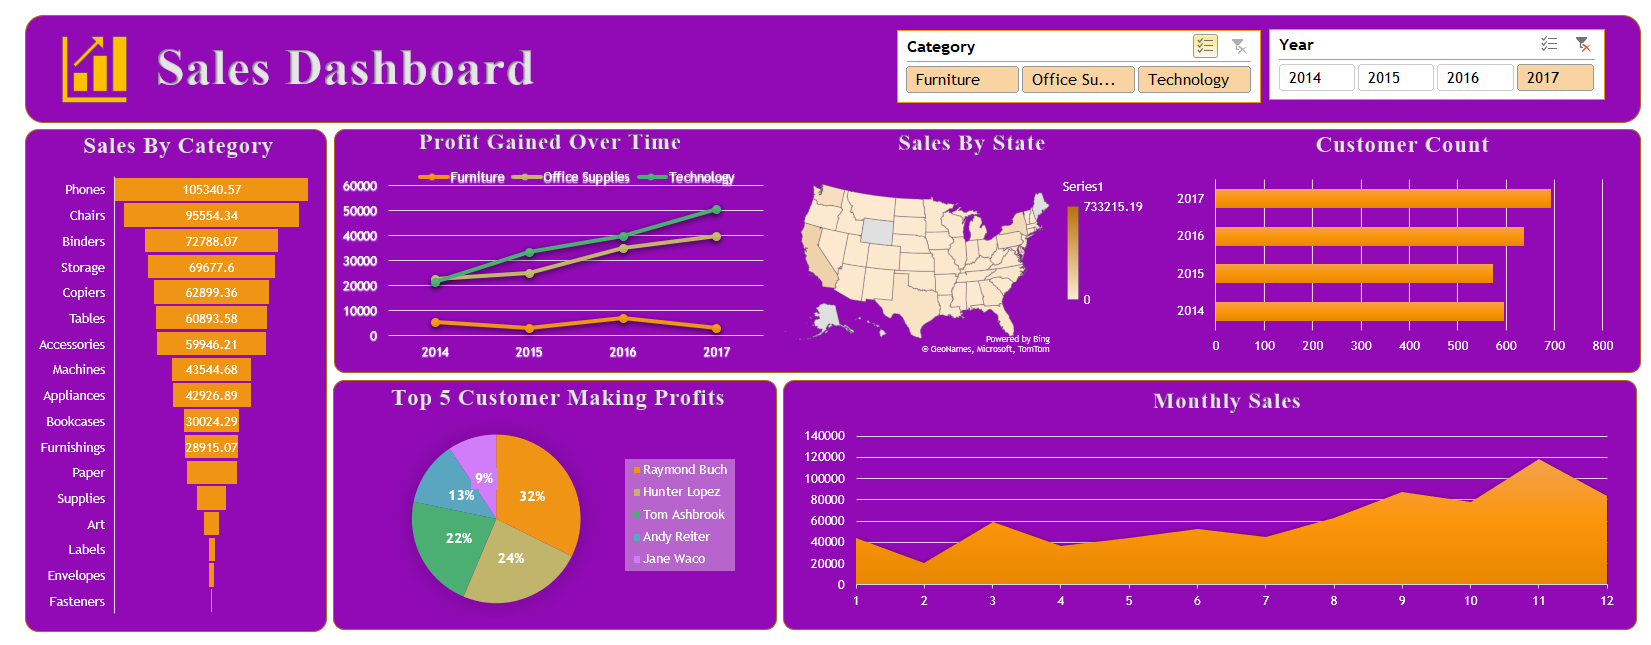 Sales Dashboard
Category
Furniture
Office Su...
Technology
Year
2014
2015
2016
2017
Sales By Category
Phones 105340.57
Chairs 95554.34
Binders 72788.07
Storage 69677.6
Copiers 62899.36
Tables 60893.58
Accessories 59946.21
Machines 43544.68
Appliances 42926.89
Bookcases 30024.29
Furnishings 28915.07
Paper
Supplies
Art
Labels
Envelopes
Fasteners
Profit Gained Over Time
Furniture Office Supplies Technology
60000
50000
40000
30000
20000
10000
0
2014 2015 2016 2017
Sales By State
Series1
733215.19
0
Powered by Bing
© GeoNames, Microsoft, TomTom
Customer Count
2017
2016
2015
2014
0 100 200 300 400 500 600 700 800
Top 5 Customer Making Profits
32%
24%
22%
13%
9%
Raymond Buch
Hunter Lopez
Tom Ashbrook
Andy Reiter
Jane Waco
Monthly Sales
140000
120000
100000
80000
60000
40000
20000
0
1 2 3 4 5 6 7 8 9 10 11 12